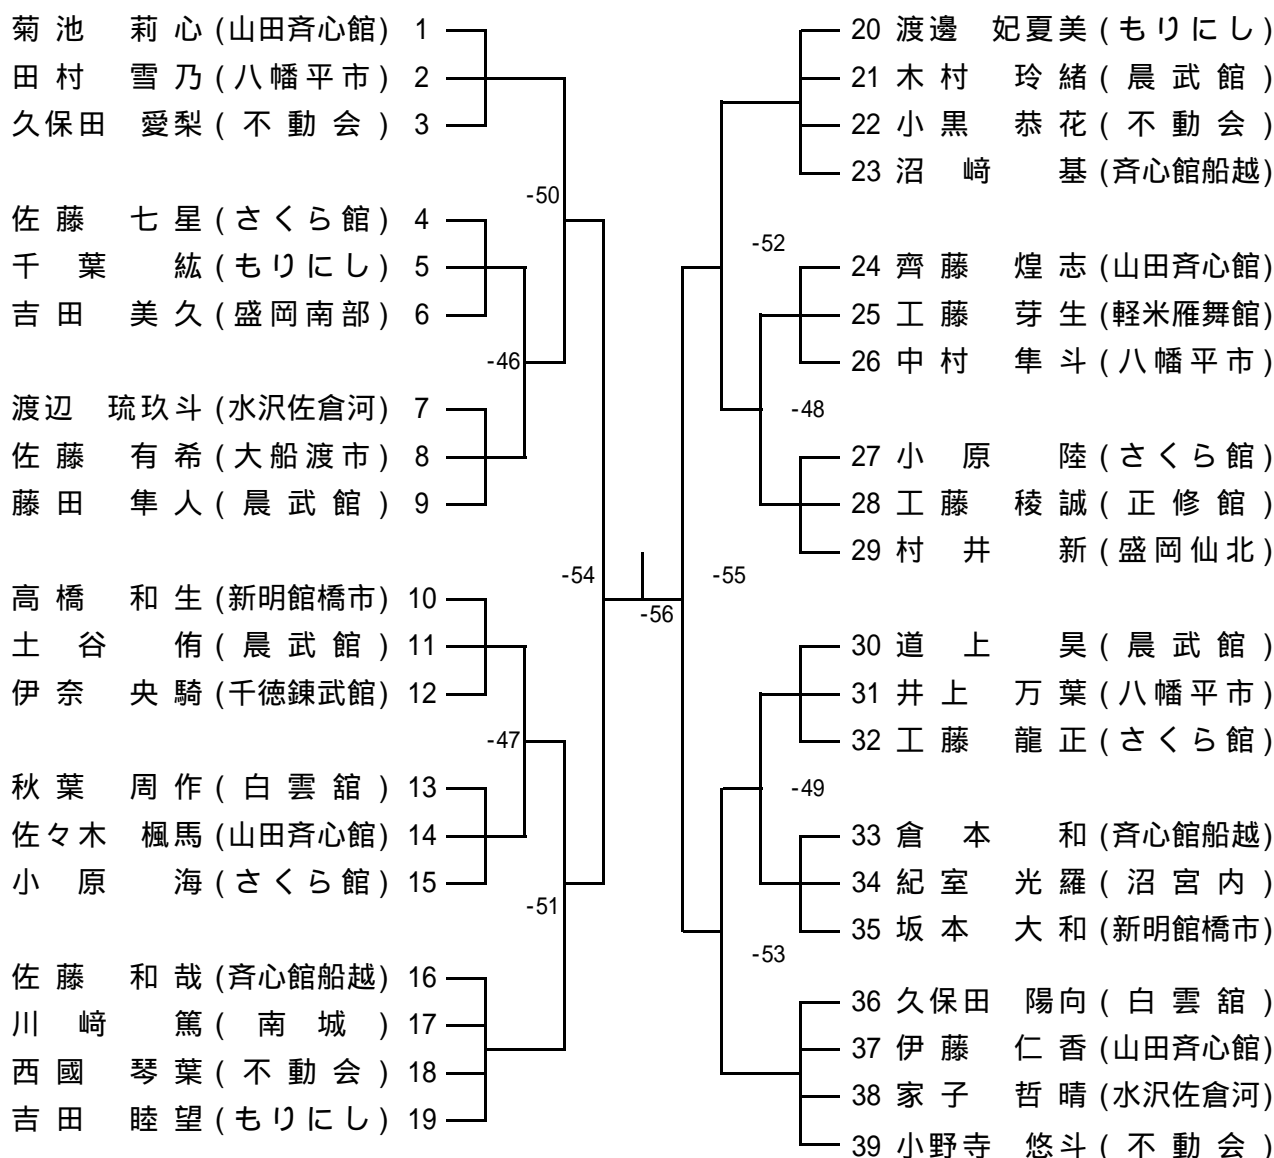 菊池 莉心 (山田斉心館) 1
田村 雪乃 (八幡平市) 2
久保田 愛梨 (不動会) 3
-50
佐藤 七星 (さくら館) 4
千葉 紘 (もりにし) 5
吉田 美久 (盛岡南部) 6
-46
渡辺 琉玖斗 (水沢佐倉河) 7
佐藤 有希 (大船渡市) 8
藤田 隼人 (晨武館) 9
-54
高橋 和生 (新明館橋市) 10
土谷 侑 (晨武館) 11
伊奈 央騎 (千徳錬武館) 12
-47
秋葉 周作 (白雲舘) 13
佐々木 楓馬 (山田斉心館) 14
小原 海 (さくら館) 15
-51
佐藤 和哉 (斉心館船越) 16
川﨑 篤 (南城) 17
西國 琴葉 (不動会) 18
吉田 睦望 (もりにし) 19
-56
20 渡邊 妃夏美 (もりにし)
21 木村 玲緒 (晨武館)
22 小黒 恭花 (不動会)
23 沼﨑 基 (斉心館船越)
-52
24 齊藤 煌志 (山田斉心館)
25 工藤 芽生 (軽米雁舞館)
26 中村 隼斗 (八幡平市)
-48
27 小原 陸 (さくら館)
28 工藤 稜誠 (正修館)
29 村井 新 (盛岡仙北)
-55
30 道上 昊 (晨武館)
31 井上 万葉 (八幡平市)
32 工藤 龍正 (さくら館)
-49
33 倉本 和 (斉心館船越)
34 紀室 光羅 (沼宮内)
35 坂本 大和 (新明館橋市)
-53
36 久保田 陽向 (白雲舘)
37 伊藤 仁香 (山田斉心館)
38 家子 哲晴 (水沢佐倉河)
39 小野寺 悠斗 (不動会)